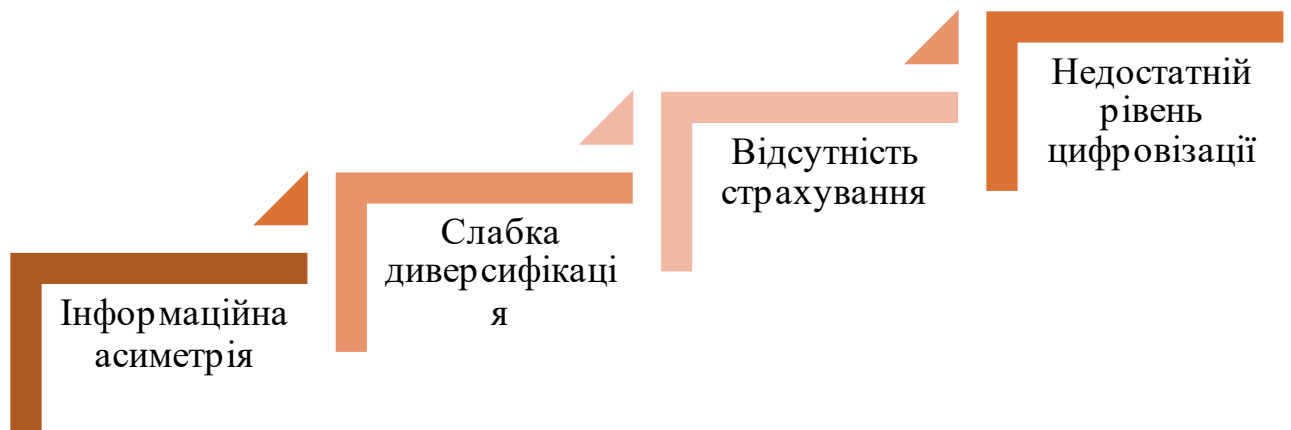 Інформаційна
асиметрія
Слабка
диверсифікаці
я
Відсутність
страхування
Недостатній
рівень
цифровізації